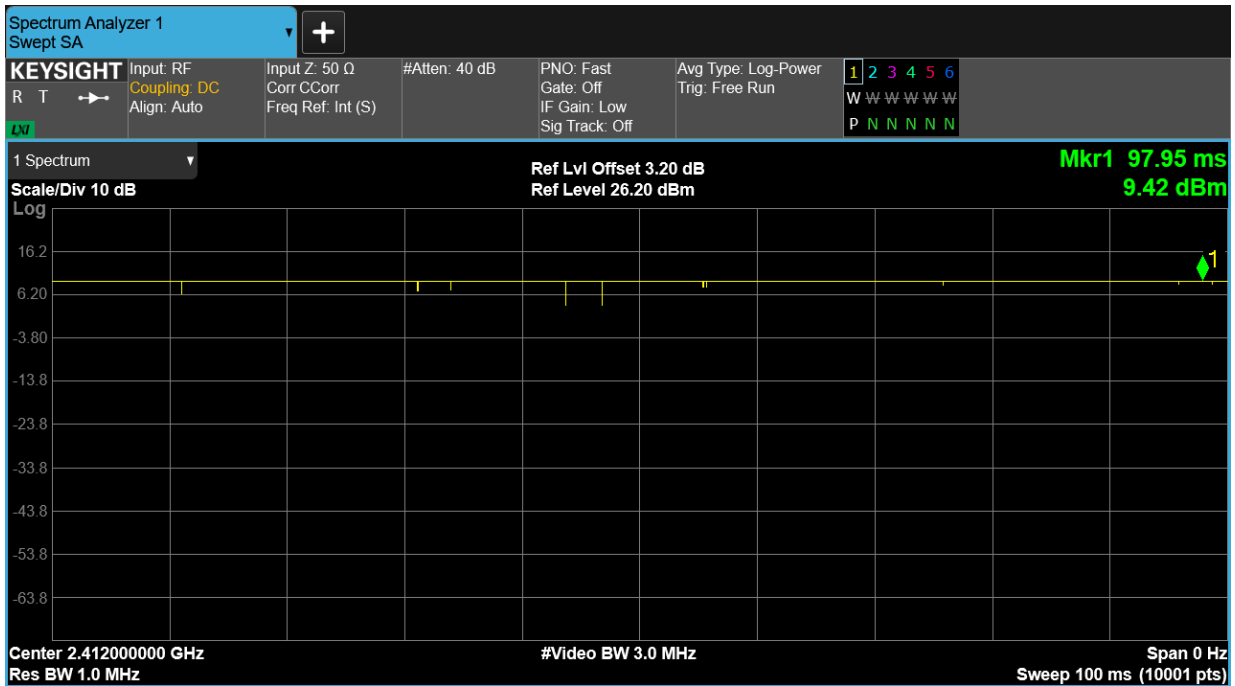 Spectrum Analyzer 1
Swept SA
KEYSIGHT
R T
LXI
Input: RF
Coupling: DC
Align: Auto
Input Z: 50 Ω
Corr CCorr
Freq Ref: Int (S)
#Atten: 40 dB
PNO: Fast
Gate: Off
IF Gain: Low
Sig Track: Off
Avg Type: Log-Power
Trig: Free Run
1 2 3 4 5 6
W W W W W W
P N N N N N
1 Spectrum
Scale/Div 10 dB
Log
Ref Lvl Offset 3.20 dB
Ref Level 26.20 dBm
Mkr1 97.95 ms
9.42 dBm
1
16.2
6.20
-3.80
-13.8
-23.8
-33.8
-43.8
-53.8
-63.8
Center 2.412000000 GHz
Res BW 1.0 MHz
#Video BW 3.0 MHz
Span 0 Hz
Sweep 100 ms (10001 pts)